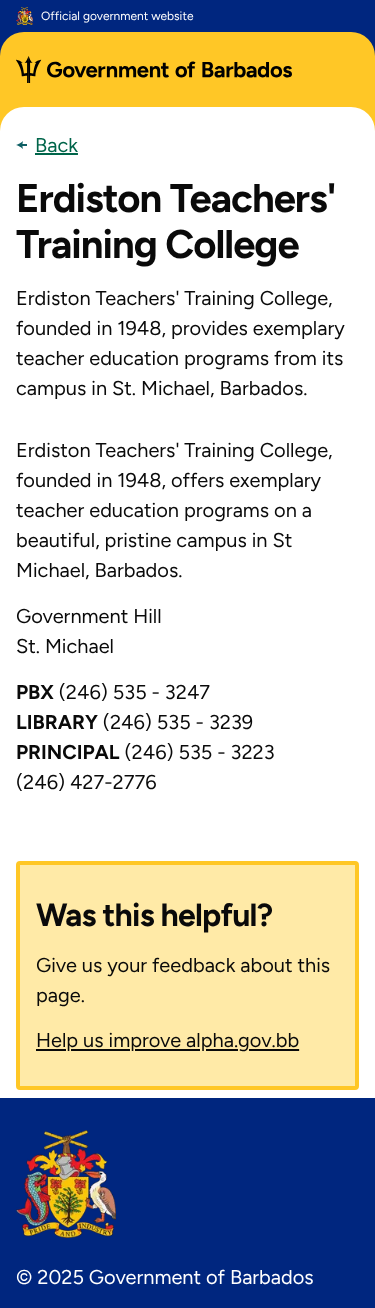 Official government website
Government of Barbados
Back
Erdiston Teachers'
Training College
Erdiston Teachers' Training College,
founded in 1948, provides exemplary
teacher education programs from its
campus in St. Michael, Barbados.
Erdiston Teachers' Training College,
founded in 1948, offers exemplary
teacher education programs on a
beautiful, pristine campus in St
Michael, Barbados.
Government Hill
St. Michael
PBX (246) 535 - 3247
LIBRARY (246) 535 - 3239
PRINCIPAL (246) 535 - 3223
(246) 427-2776
Was this helpful?
Give us your feedback about this
page.
Help us improve alpha.gov.bb
PRIDE AND INDUSTRY
© 2025 Government of Barbados